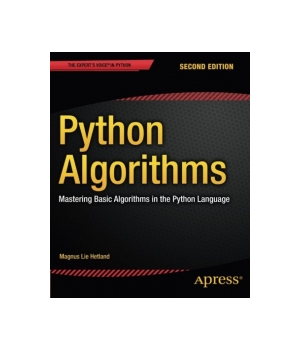 THE EXPERT'S VOICE® IN PYTHON
SECOND EDITION
Python
Algorithms
Mastering Basic Algorithms in the Python Language
Magnus Lie Hetland
Apress®